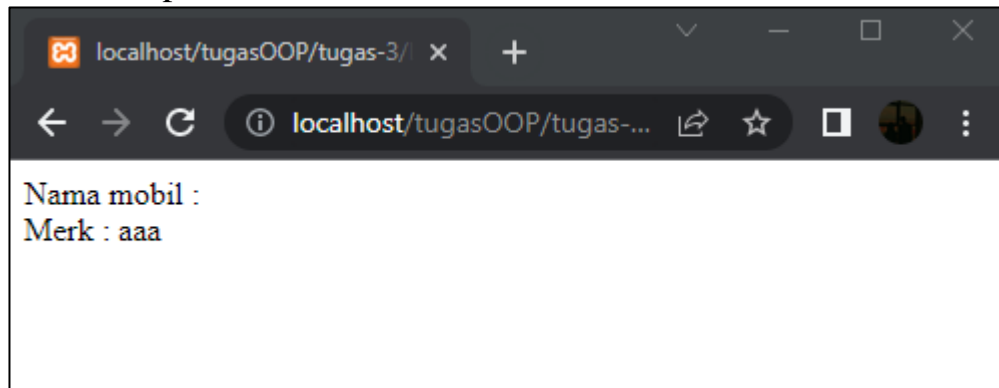 localhost/tugasOOP/tugas-3/
localhost/tugasOOP/tugas-...
Nama mobil :
Merk : aaa